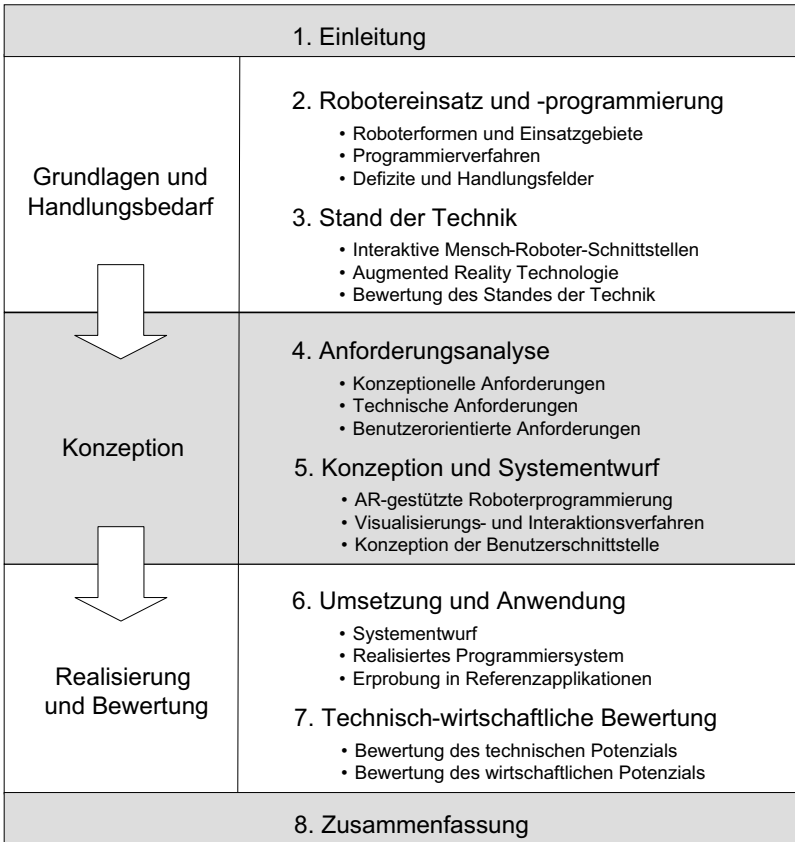 1. Einleitung
Grundlagen und
Handlungsbedarf
2. Robotereinsatz und -programmierung
• Roboterformen und Einsatzgebiete
• Programmierverfahren
• Defizite und Handlungsfelder
3. Stand der Technik
• Interaktive Mensch-Roboter-Schnittstellen
• Augmented Reality Technologie
• Bewertung des Standes der Technik
Konzeption
4. Anforderungsanalyse
• Konzeptionelle Anforderungen
• Technische Anforderungen
• Benutzerorientierte Anforderungen
5. Konzeption und Systementwurf
• AR-gestützte Roboterprogrammierung
• Visualisierungs- und Interaktionsverfahren
• Konzeption der Benutzerschnittstelle
Realisierung
und Bewertung
6. Umsetzung und Anwendung
• Systementwurf
• Realisiertes Programmiersystem
• Erprobung in Referenzapplikationen
7. Technisch-wirtschaftliche Bewertung
• Bewertung des technischen Potenzials
• Bewertung des wirtschaftlichen Potenzials
8. Zusammenfassung